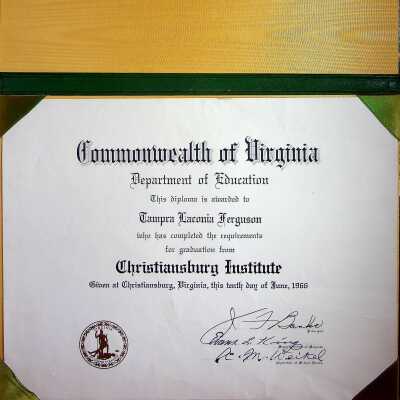 Commonwealth of Virginia
Department of Education
This diploma is awarded to
Tampra Laconia Ferguson
who has completed the requirements
for graduation from
Christiansburg Institute
Given at Christiansburg, Virginia, this tenth day of June, 1966